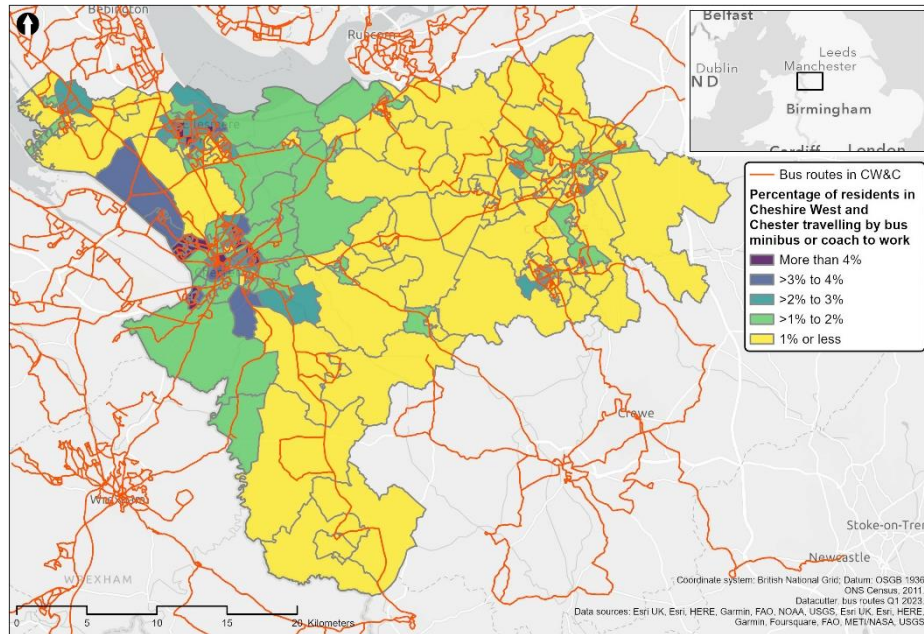 Bebington
Runcorn
Belfast
Leeds
Dublin
Manchester
ND
Birmingham
Cardiff
London
Bus routes in CW&C
Percentage of residents in
Cheshire West and
Chester travelling by bus
minibus or coach to work
More than 4%
>3% to 4%
>2% to 3%
>1% to 2%
1% or less
Crewe
Wrexham
Stoke-on-Tren
Newcastle
WREXHAM
Coordinate system: British National Grid; Datum: OSGB 1936
ONS Census, 2011.
Datacutter, bus routes Q1 2023.
Data sources: Esri UK, Esri, HERE, Garmin, FAO, NOAA, USGS, Esri UK, Esri, HERE,
Garmin, Foursquare, FAO, METI/NASA, USGS
0 5 10 20 Kilometers